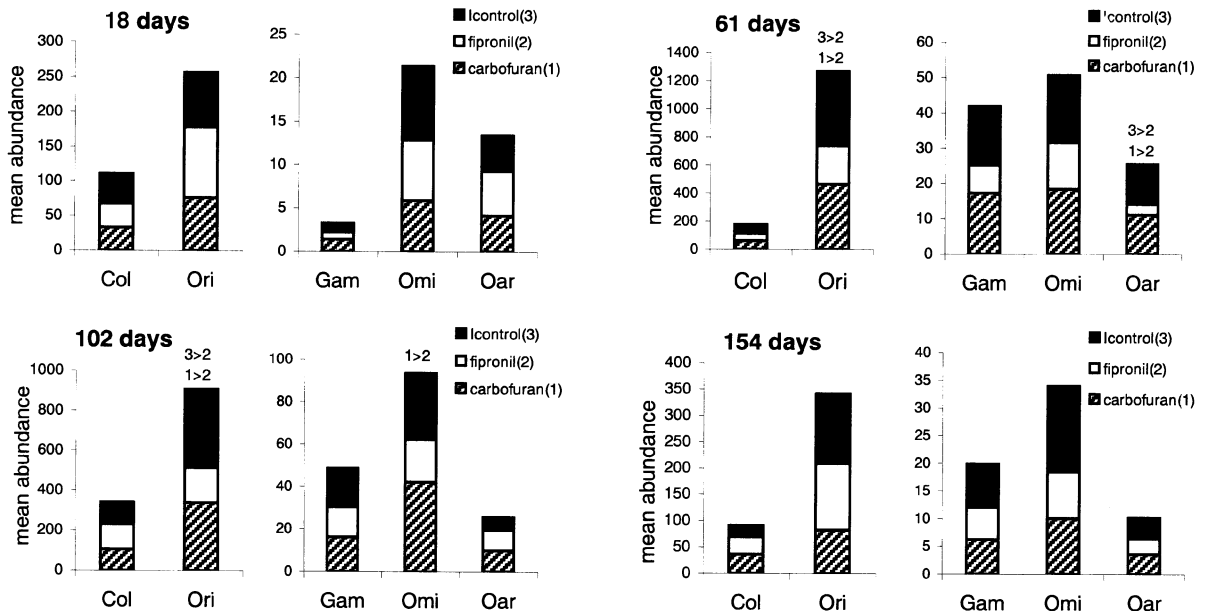 18 days
Icontrol(3)
fipronil(2)
carbofuran(1)
mean abundance
300
250
200
150
100
50
0
Col Ori
25
20
15
10
5
0
Gam Omi Oar
61 days
'control(3)
fipronil(2)
carbofuran(1)
mean abundance
1400
1200
1000
800
600
400
200
0
3>2
1>2
Col Ori
60
50
40
30
20
10
0
3>2
1>2
Gam Omi Oar
102 days
Icontrol(3)
fipronil(2)
carbofuran(1)
mean abundance
1000
800
600
400
200
0
3>2
1>2
Col Ori
100
80
60
40
20
0
1>2
Gam Omi Oar
154 days
Icontrol(3)
fipronil(2)
carbofuran(1)
mean abundance
400
350
300
250
200
150
100
50
0
Col Ori
40
35
30
25
20
15
10
5
0
Gam Omi Oar